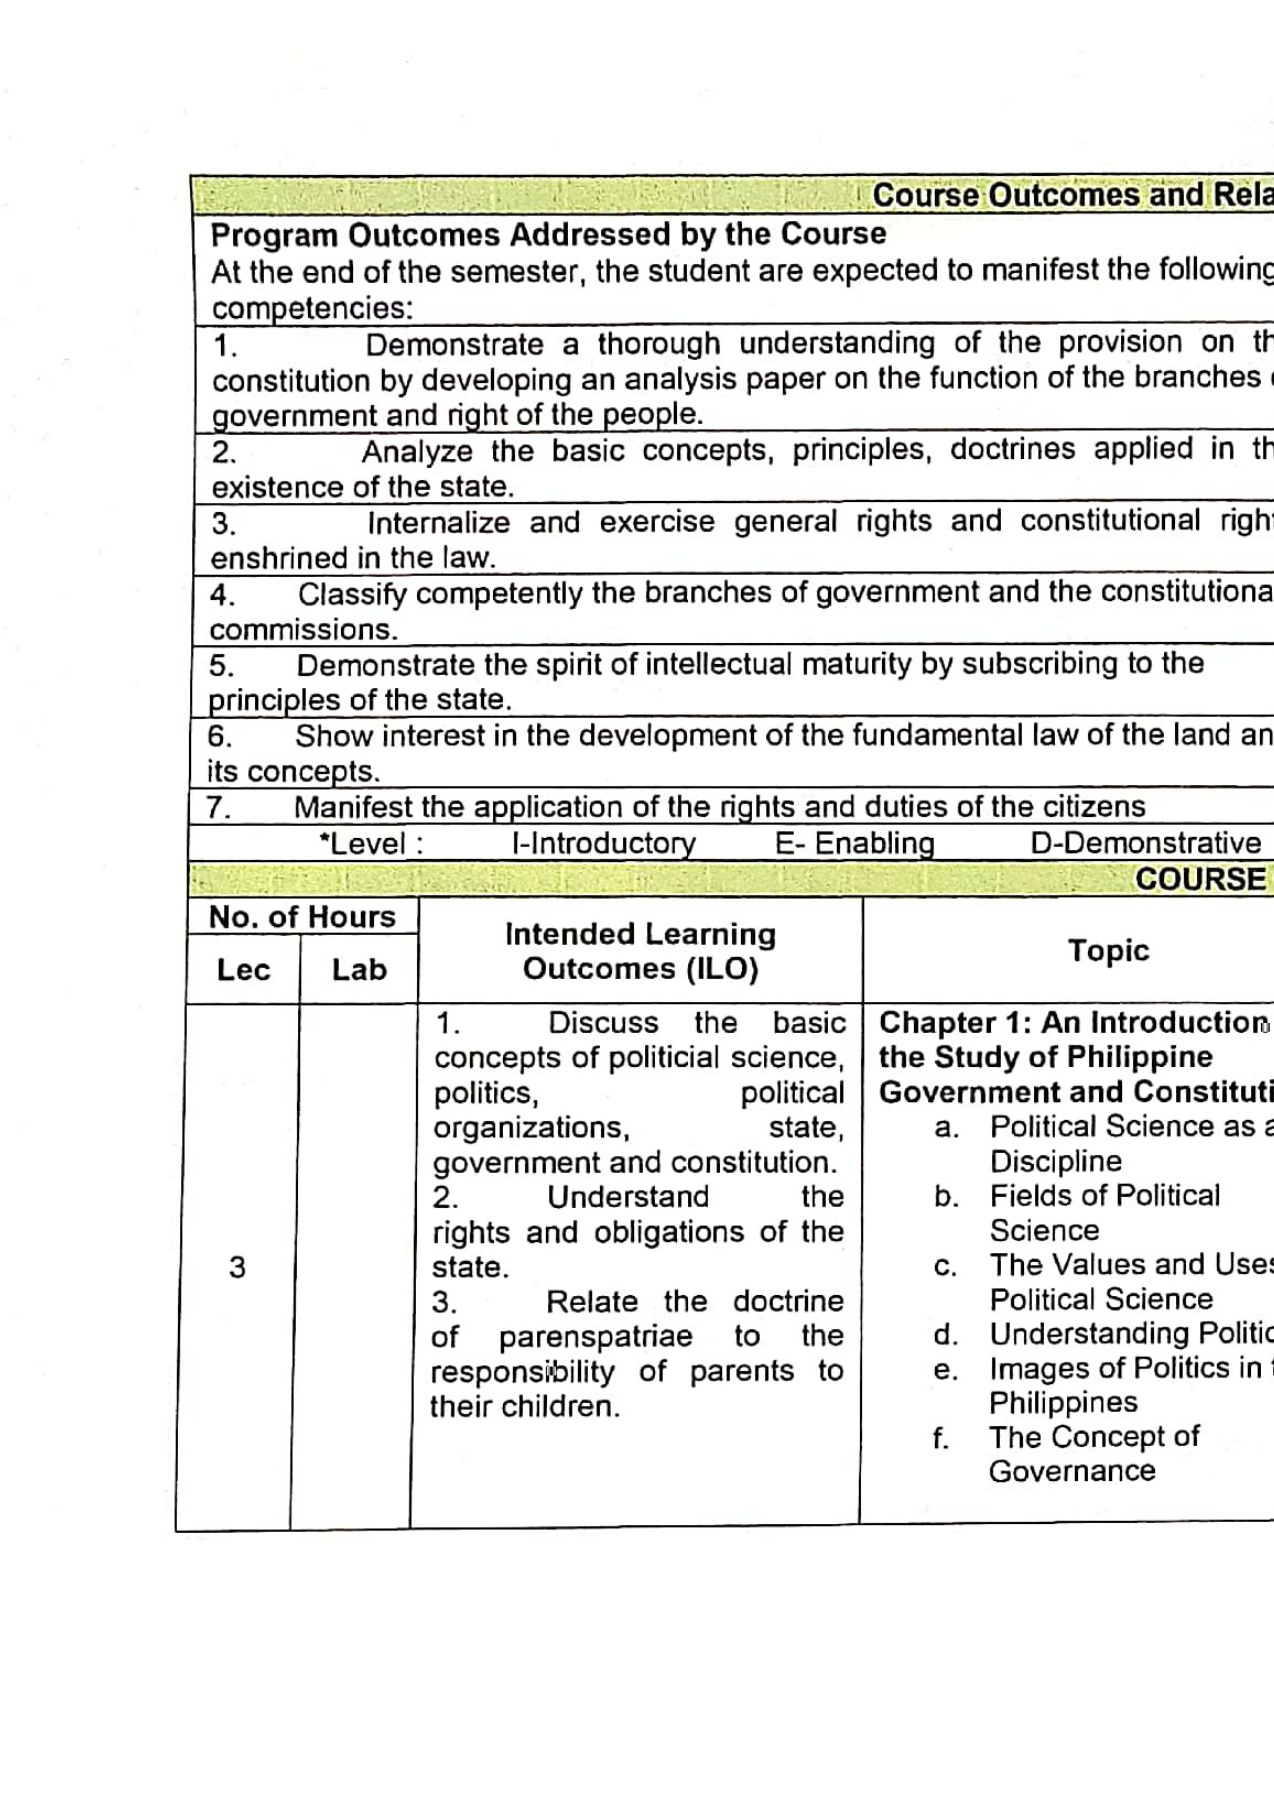 Course Outcomes and Rela
Program Outcomes Addressed by the Course
At the end of the semester, the student are expected to manifest the following
competencies:
1. Demonstrate a thorough understanding of the provision on th
constitution by developing an analysis paper on the function of the branches
government and right of the people.
2. Analyze the basic concepts, principles, doctrines applied in th
existence of the state.
3. Internalize and exercise general rights and constitutional right
enshrined in the law.
4. Classify competently the branches of government and the constitutiona
commissions.
5. Demonstrate the spirit of intellectual maturity by subscribing to the
principles of the state.
6. Show interest in the development of the fundamental law of the land an
its concepts.
7. Manifest the application of the rights and duties of the citizens
*Level : I-Introductory E- Enabling D-Demonstrative
COURSE
No. of Hours
Lec
Lab
Intended Learning
Outcomes (ILO)
Topic
3
1. Discuss the basic
concepts of politicial science,
politics, political
organizations, state,
government and constitution.
2. Understand the
rights and obligations of the
state.
3. Relate the doctrine
of parenspatriae to the
responsibility of parents to
their children.
Chapter 1: An Introduction
the Study of Philippine
Government and Constituti
a. Political Science as a
Discipline
b. Fields of Political
Science
c. The Values and Uses
Political Science
d. Understanding Politic
e. Images of Politics in t
Philippines
f. The Concept of
Governance